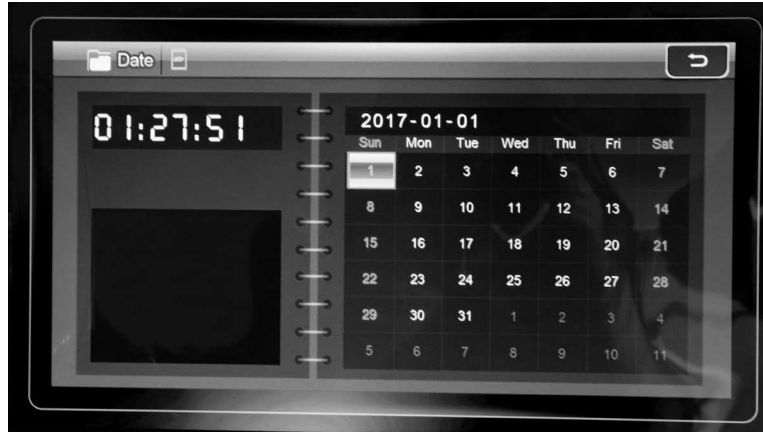 Date
01:27:51
2017-01-01
Sun Mon Tue Wed Thu Fri Sat
1 2 3 4 5 6 7
8 9 10 11 12 13 14
15 16 17 18 19 20 21
22 23 24 25 26 27 28
29 30 31 1 2 3 4
5 6 7 8 9 10 11